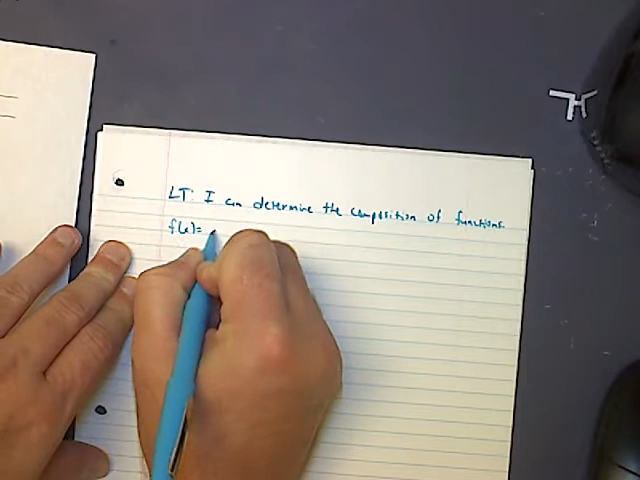 LT: I can determine the composition of functions.
f(x)=